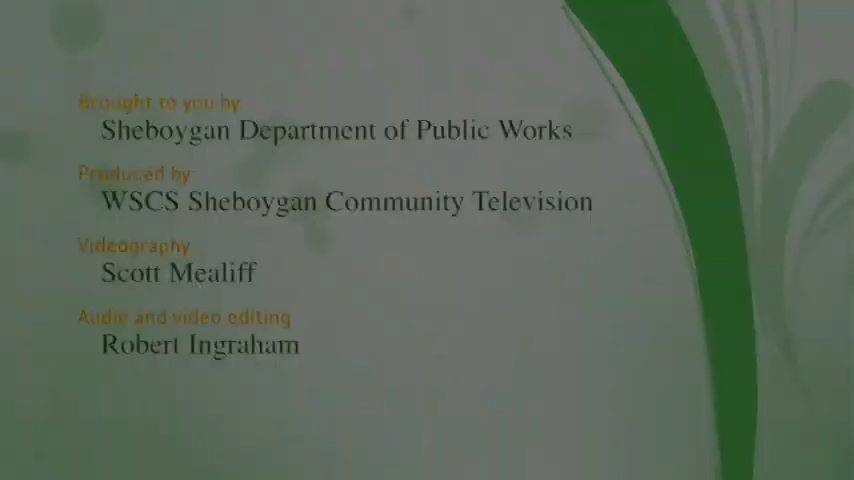 Brought to you by
Sheboygan Department of Public Works
Produced by
WSCS Sheboygan Community Television
Videography
Scott Mealiff
Audio and video editing
Robert Ingraham